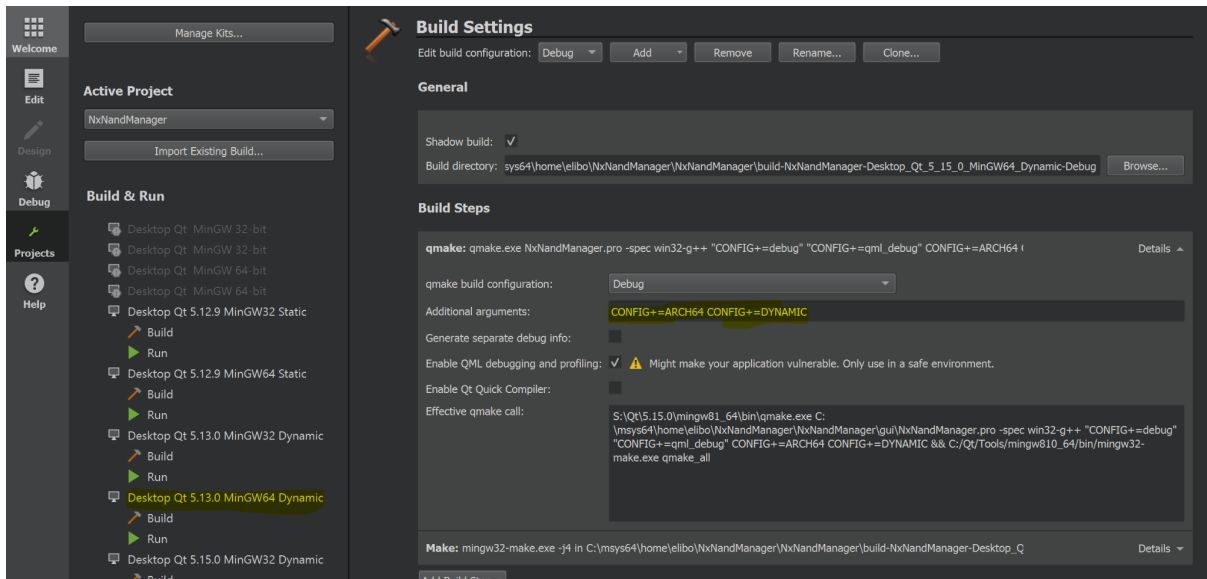 Welcome
Edit
Design
Debug
Projects
Help
Manage Kits...
Active Project
NxNandManager
Import Existing Build...
Build & Run
Desktop Qt MinGW 32-bit
Desktop Qt MinGW 32-bit
Desktop Qt MinGW 64-bit
Desktop Qt MinGW 64-bit
Desktop Qt 5.12.9 MinGW32 Static
Build
Run
Desktop Qt 5.12.9 MinGW64 Static
Build
Run
Desktop Qt 5.13.0 MinGW32 Dynamic
Build
Run
Desktop Qt 5.13.0 MinGW64 Dynamic
Build
Run
Desktop Qt 5.15.0 MinGW32 Dynamic
Build
Build Settings
Edit build configuration: Debug Add Remove Rename... Clone...
General
Shadow build:
Build directory: sys64\home\elibo\NxNandManager\NxNandManager\build-NxNandManager-Desktop_Qt_5_15_0_MinGW64_Dynamic-Debug Browse...
Build Steps
qmake: qmake.exe NxNandManager.pro -spec win32-g++ "CONFIG+=debug" "CONFIG+=qml_debug" CONFIG+=ARCH64 ( Details
qmake build configuration: Debug
Additional arguments: CONFIG+=ARCH64 CONFIG+=DYNAMIC
Generate separate debug info:
Enable QML debugging and profiling: Might make your application vulnerable. Only use in a safe environment.
Enable Qt Quick Compiler:
Effective qmake call: S:\Qt\5.15.0\mingw81_64\bin\qmake.exe C:
\msys64\home\elibo\NxNandManager\NxNandManager\gui\NxNandManager.pro -spec win32-g++ "CONFIG+=debug"
"CONFIG+=qml_debug" CONFIG+=ARCH64 CONFIG+=DYNAMIC && C:/Qt/Tools/mingw810_64/bin/mingw32-
make.exe qmake_all
Make: mingw32-make.exe -j4 in C:\msys64\home\elibo\NxNandManager\NxNandManager\build-NxNandManager-Desktop_Q Details
Add Build Step